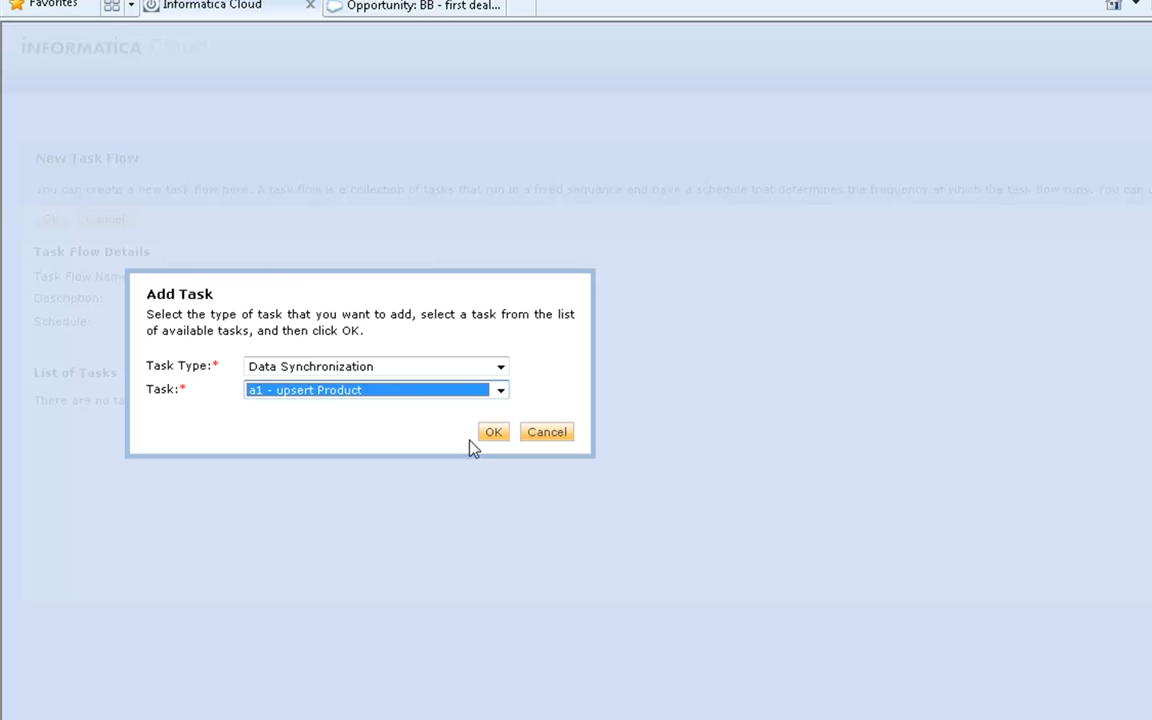 Favorites
Informatica Cloud
Opportunity: BB - first deal...
INFORMATICA Cloud
New Task Flow
You can create a new task flow here. A task flow is a collection of tasks that run in a fixed sequence and have a schedule that determines the frequency at which the task flow runs. You can
OK Cancel
Task Flow Details
Task Flow Nam
Description:
Schedule:
List of Tasks
There are no ta
Add Task
Select the type of task that you want to add, select a task from the list
of available tasks, and then click OK.
Task Type:* Data Synchronization
Task:* a1 - upsert Product
OK Cancel